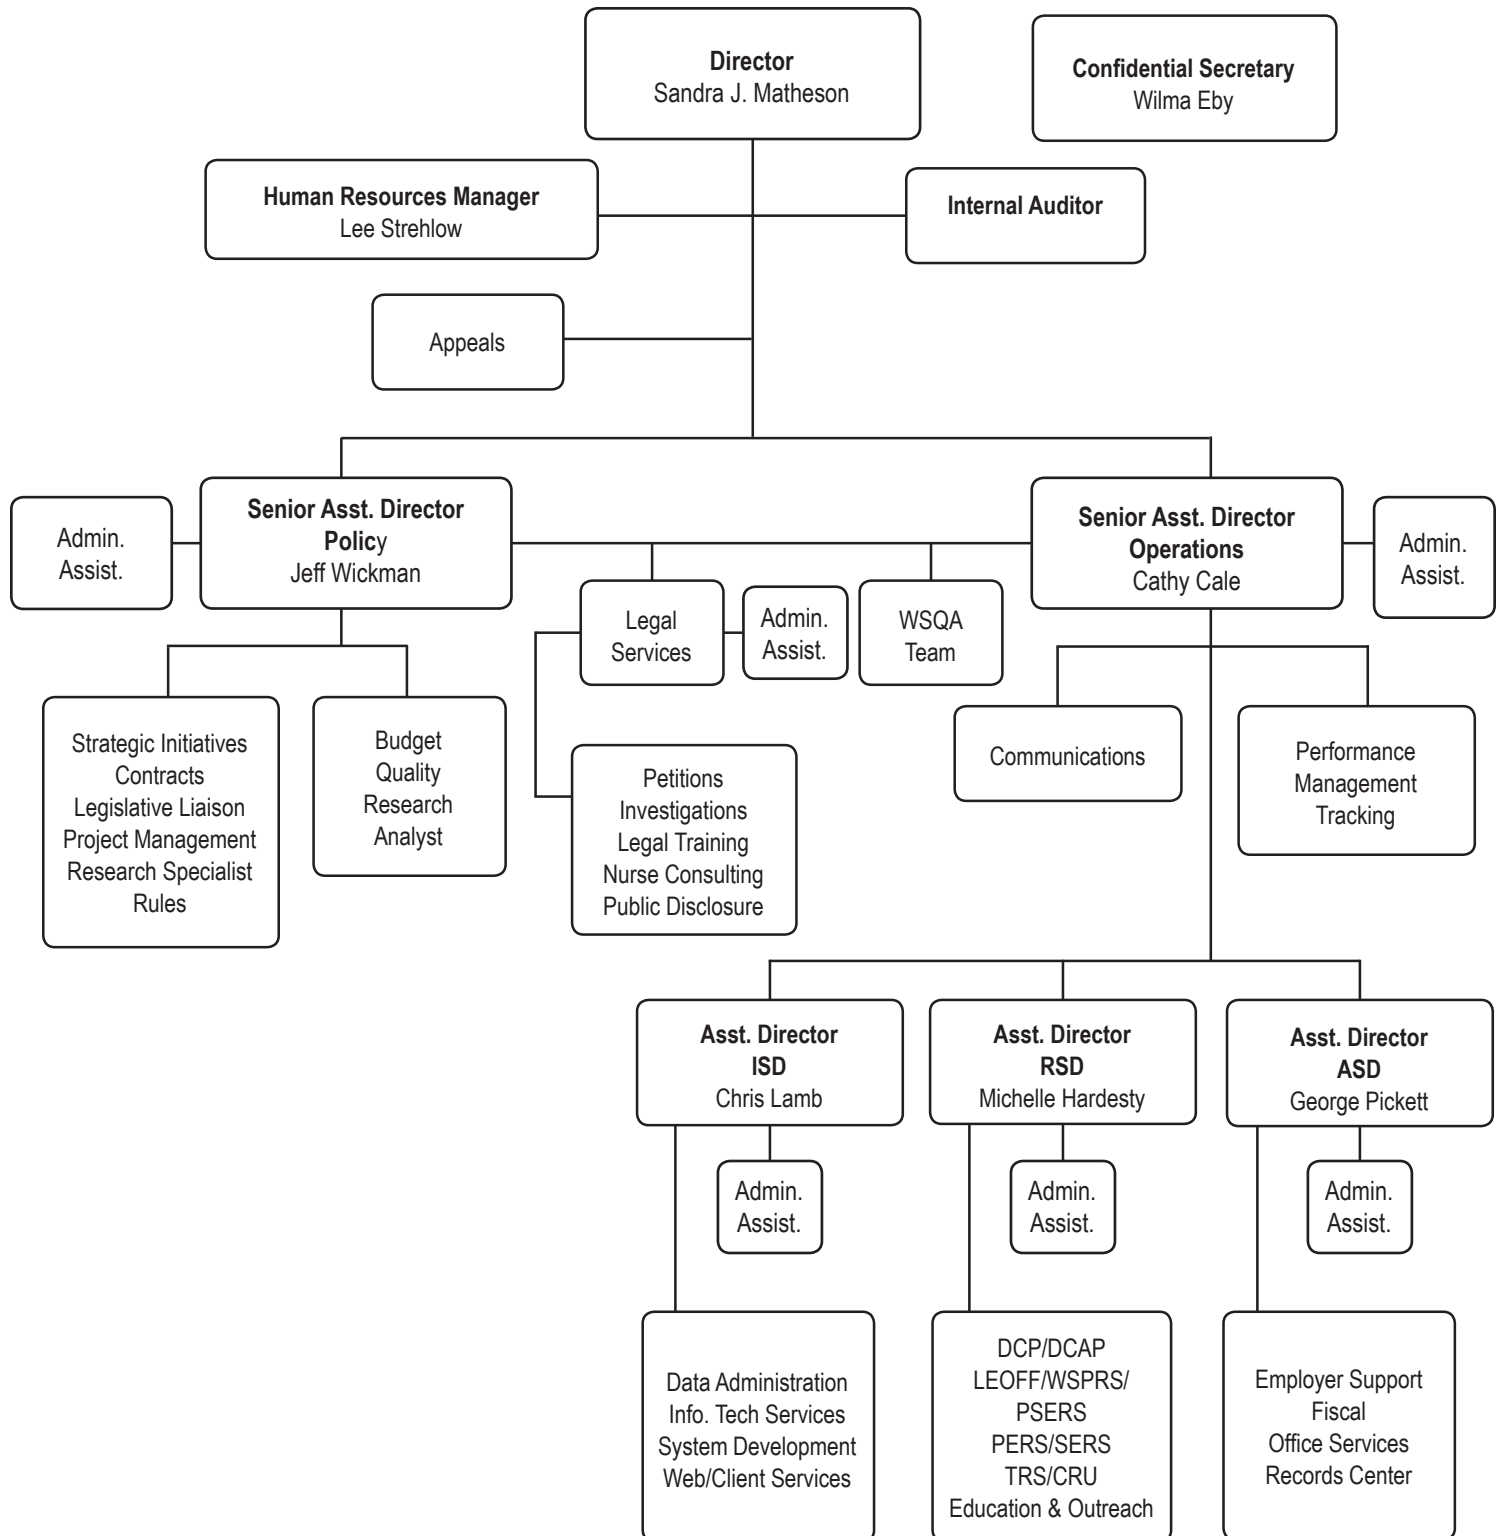 Director
Sandra J. Matheson
Confidential Secretary
Wilma Eby
Human Resources Manager
Lee Strehlow
Internal Auditor
Appeals
Admin.
Assist.
Senior Asst. Director
Policy
Jeff Wickman
Senior Asst. Director
Operations
Cathy Cale
Admin.
Assist.
Legal
Services
Admin.
Assist.
WSQA
Team
Strategic Initiatives
Contracts
Legislative Liaison
Project Management
Research Specialist
Rules
Budget
Quality
Research
Analyst
Petitions
Investigations
Legal Training
Nurse Consulting
Public Disclosure
Communications
Performance
Management
Tracking
Asst. Director
ISD
Chris Lamb
Asst. Director
RSD
Michelle Hardesty
Asst. Director
ASD
George Pickett
Admin.
Assist.
Admin.
Assist.
Admin.
Assist.
Data Administration
Info. Tech Services
System Development
Web/Client Services
DCP/DCAP
LEOFF/WSPRS/
PSERS
PERS/SERS
TRS/CRU
Education & Outreach
Employer Support
Fiscal
Office Services
Records Center